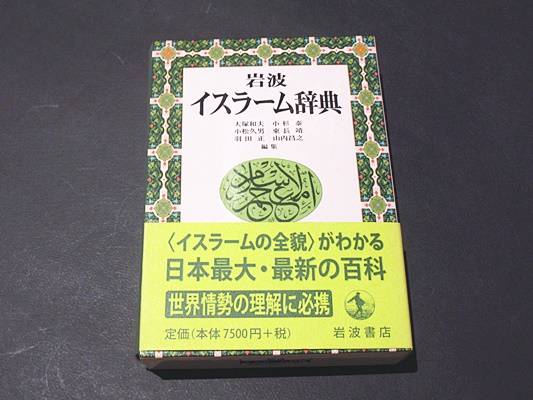 岩波
イスラーム辞典
大塚和夫 小杉 泰
小松久男 東長 靖
羽田 正 山内昌之
編集
〈イスラームの全貌〉がわかる
日本最大・最新の百科
世界情勢の理解に必携
定価(本体7500円+税)
岩波書店